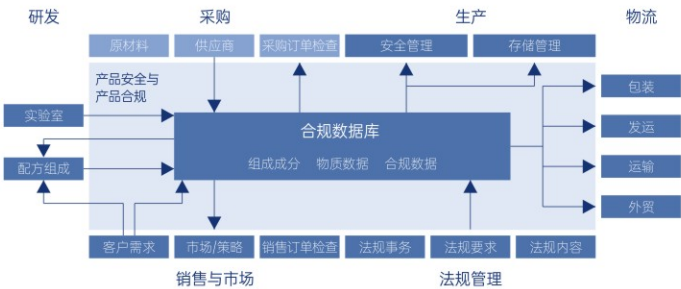 研发
采购
生产
物流
原材料
供应商
采购订单检查
安全管理
存储管理
产品安全与
产品合规
包装
实验室
发运
合规数据库
组成成分 物质数据 合规数据
配方组成
运输
外贸
客户需求
市场/策略
销售订单检查
法规事务
法规要求
法规内容
销售与市场
法规管理